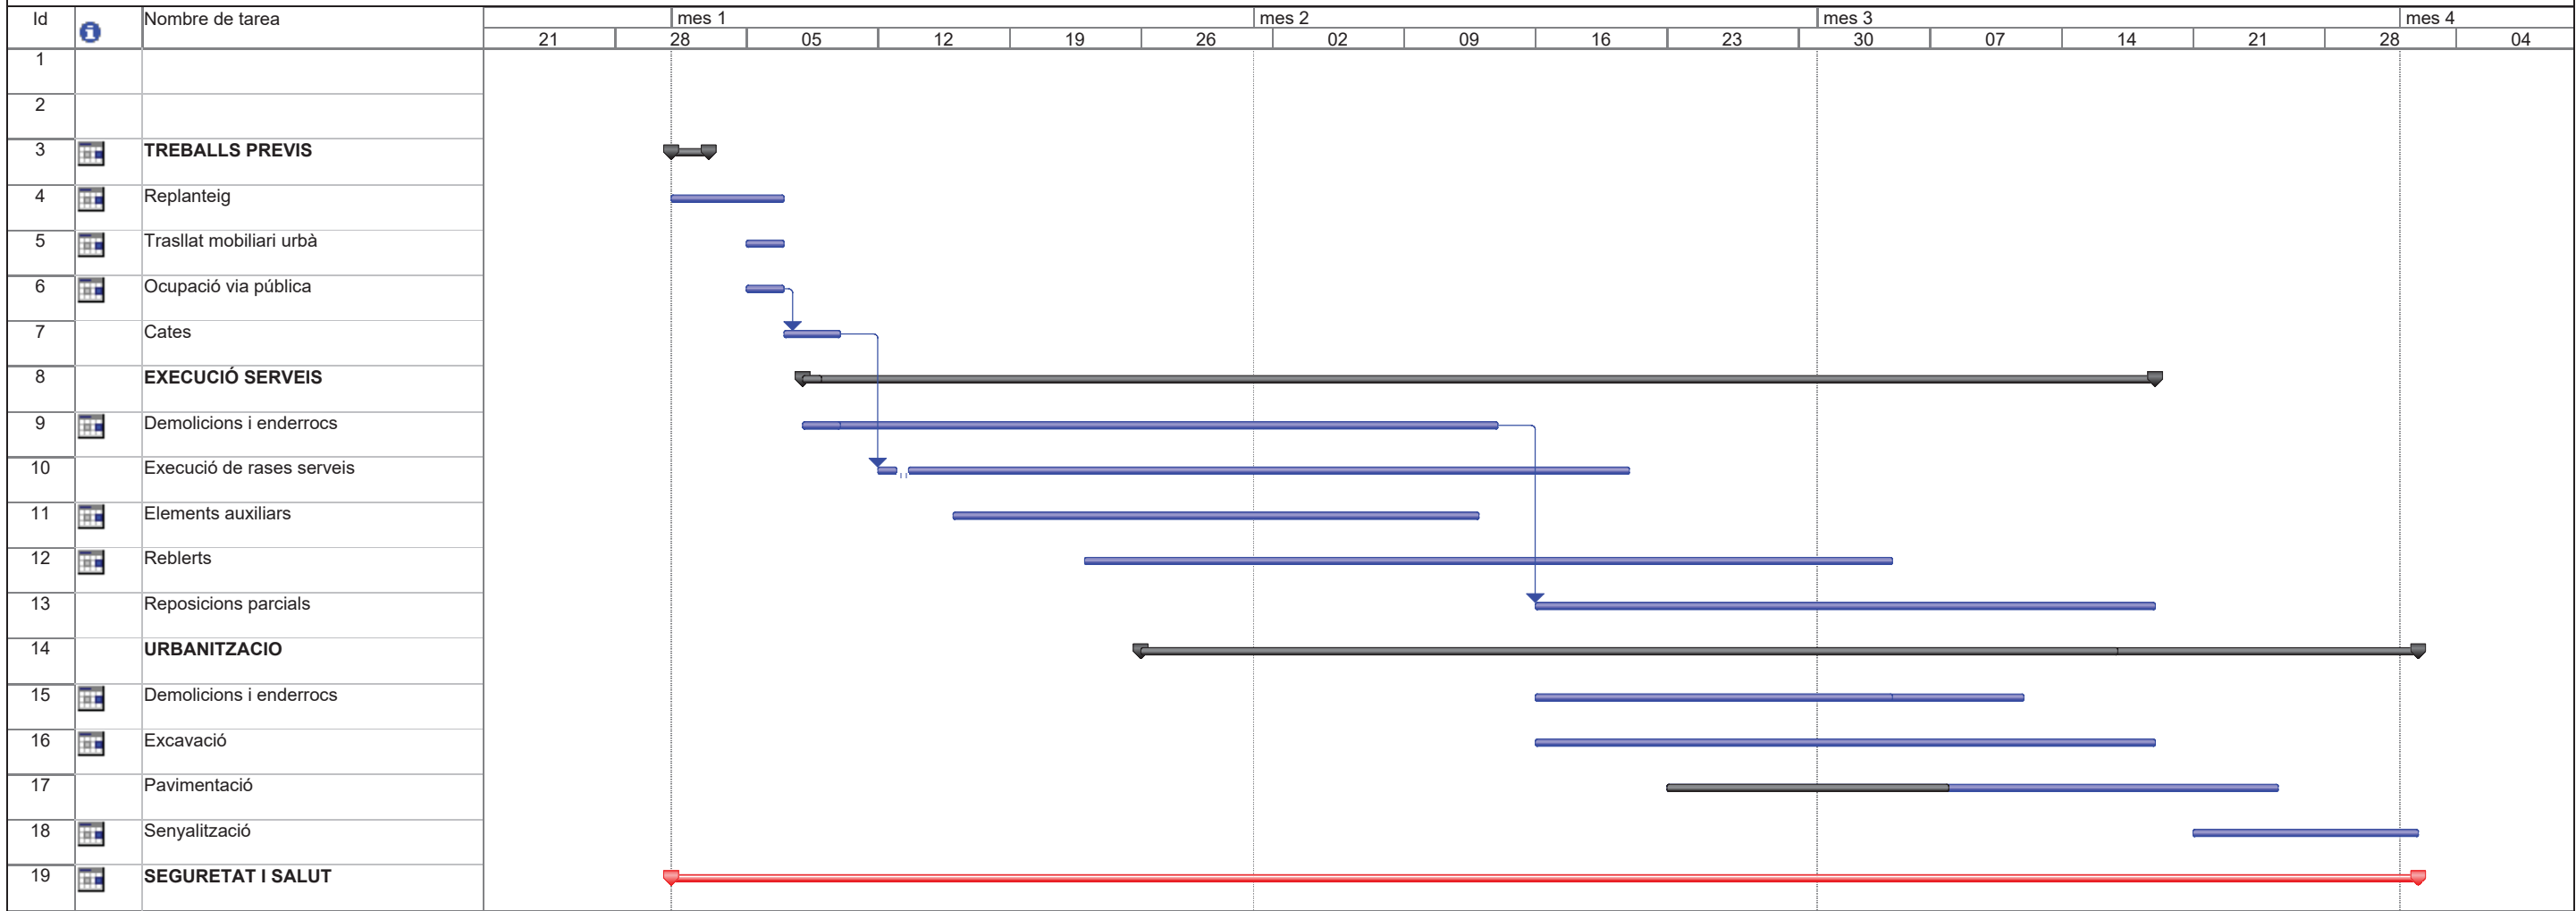 Id Nombre de tarea mes 1 mes 2 mes 3 mes 4
21 28 05 12 19 26 02 09 16 23 30 07 14 21 28 04
1
2
3 TREBALLS PREVIS
4 Replanteig
5 Trasllat mobiliari urbà
6 Ocupació via pública
7 Cates
8 EXECUCIÓ SERVEIS
9 Demolicions i enderrocs
10 Execució de rases serveis
11 Elements auxiliars
12 Reblerts
13 Reposicions parcials
14 URBANITZACIO
15 Demolicions i enderrocs
16 Excavació
17 Pavimentació
18 Senyalització
19 SEGURETAT I SALUT